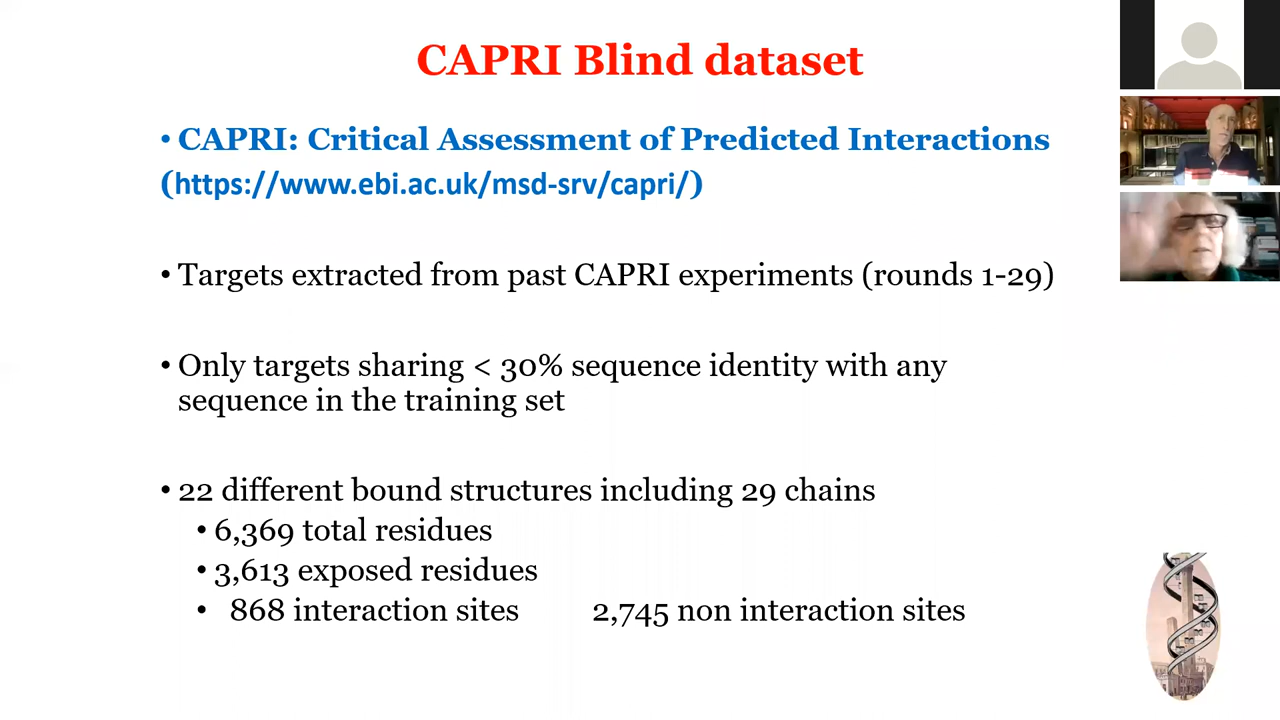 CAPRI Blind dataset
• CAPRI: Critical Assessment of Predicted Interactions
(https://www.ebi.ac.uk/msd-srv/capri/)
• Targets extracted from past CAPRI experiments (rounds 1-29)
• Only targets sharing < 30% sequence identity with any
sequence in the training set
• 22 different bound structures including 29 chains
• 6,369 total residues
• 3,613 exposed residues
• 868 interaction sites 2,745 non interaction sites